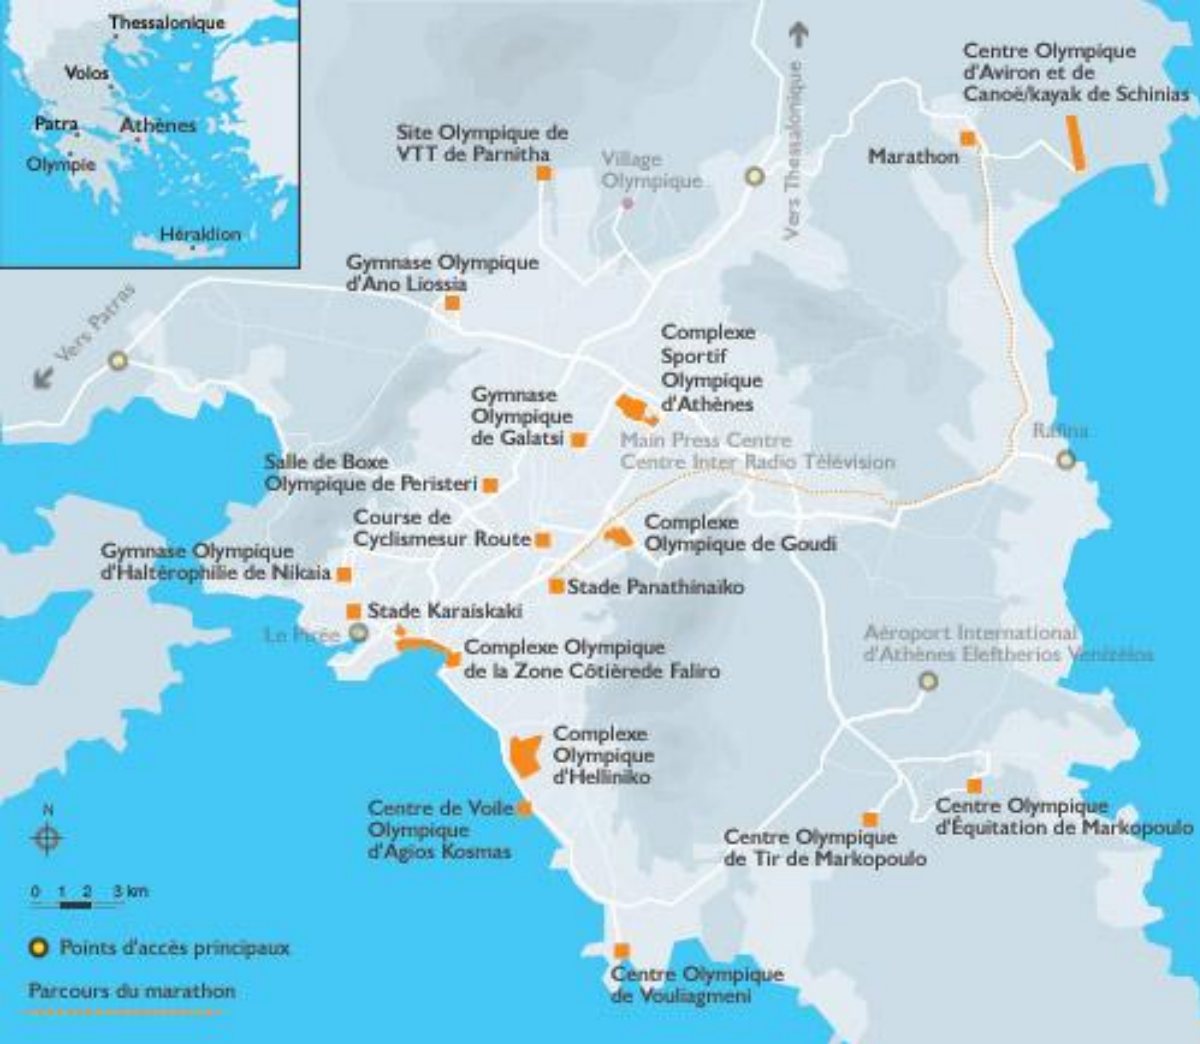 Thessalonique
Volos
Patra
Athènes
Olympie
Héraklion
Vers Thessalonique
Centre Olympique
d'Aviron et de
Canoë/kayak de Schinias
Marathon
Site Olympique de
VTT de Parnitha
Village
Olympique
Gymnase Olympique
d'Ano Liossia
Vers Patras
Complexe
Sportif
Olympique
d'Athènes
Gymnase
Olympique
de Galatsi
Main Press Centre
Centre Inter Radio Télévision
Rafina
Salle de Boxe
Olympique de Peristeri
Course de
Cyclismesur Route
Complexe
Olympique de Goudi
Gymnase Olympique
d'Haltérophilie de Nikaia
Stade Panathinaïko
Stade Karaiskaki
Le Pirée
Aéroport International
d'Athènes Eleftherios Venizélos
Complexe Olympique
de la Zone Côtièrede Faliro
Complexe
Olympique
d'Helliniko
Centre de Voile
Olympique
d'Agios Kosmas
Centre Olympique
d'Équitation de Markopoulo
Centre Olympique
de Tir de Markopoulo
Centre Olympique
de Vouliagmeni
N
0 1 2 3 km
Points d'accès principaux
Parcours du marathon